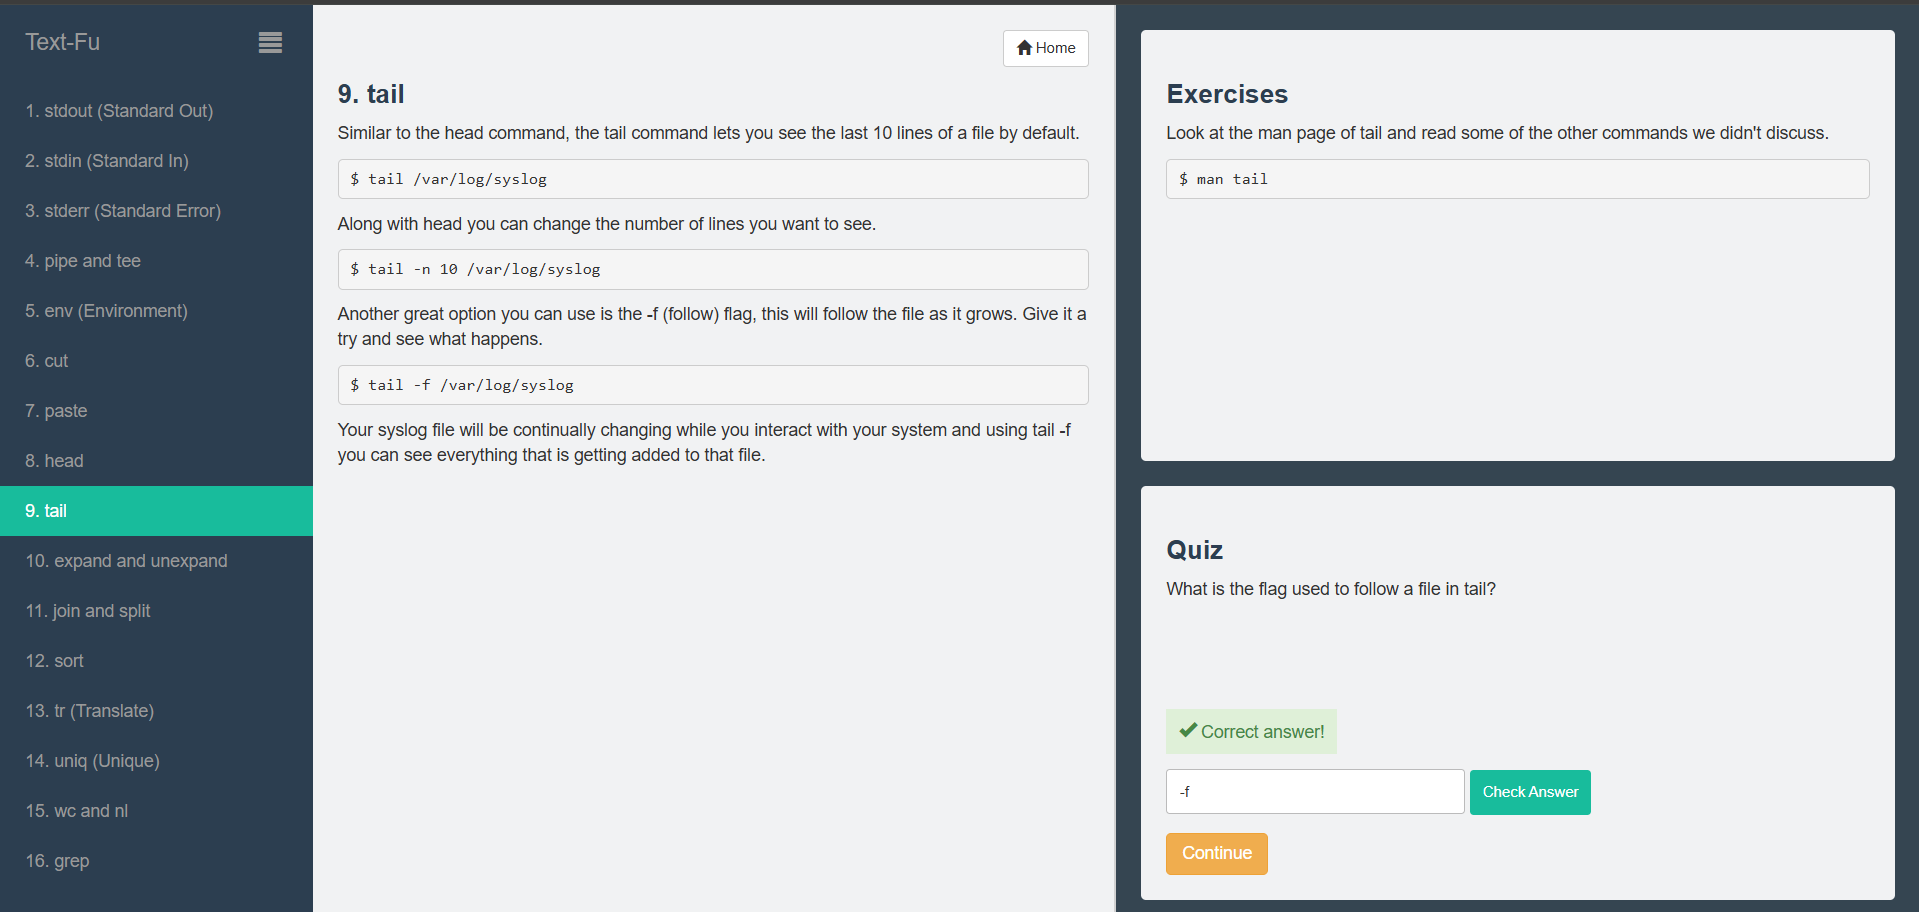 Text-Fu
1. stdout (Standard Out)
2. stdin (Standard In)
3. stderr (Standard Error)
4. pipe and tee
5. env (Environment)
6. cut
7. paste
8. head
9. tail
10. expand and unexpand
11. join and split
12. sort
13. tr (Translate)
14. uniq (Unique)
15. wc and nl
16. grep
Home
9. tail
Similar to the head command, the tail command lets you see the last 10 lines of a file by default.
$ tail /var/log/syslog
Along with head you can change the number of lines you want to see.
$ tail -n 10 /var/log/syslog
Another great option you can use is the -f (follow) flag, this will follow the file as it grows. Give it a
try and see what happens.
$ tail -f /var/log/syslog
Your syslog file will be continually changing while you interact with your system and using tail -f
you can see everything that is getting added to that file.
Exercises
Look at the man page of tail and read some of the other commands we didn't discuss.
$ man tail
Quiz
What is the flag used to follow a file in tail?
Correct answer!
-f
Check Answer
Continue